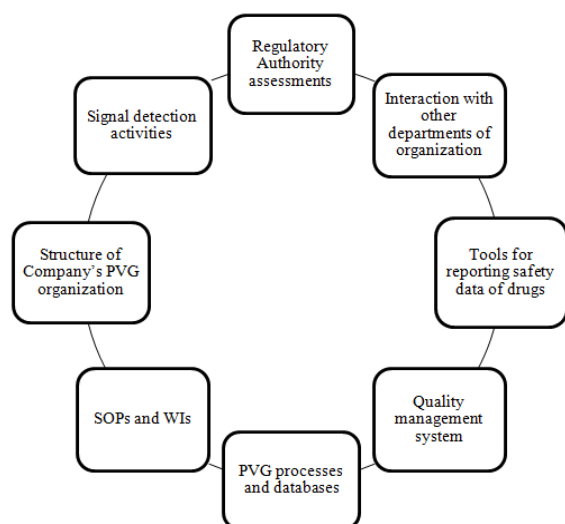 Regulatory
Authority
assessments
Interaction with
other
departments of
organization
Tools for
reporting safety
data of drugs
Quality
management
system
PVG processes
and databases
SOPs and WIs
Structure of
Company's PVG
organization
Signal detection
activities